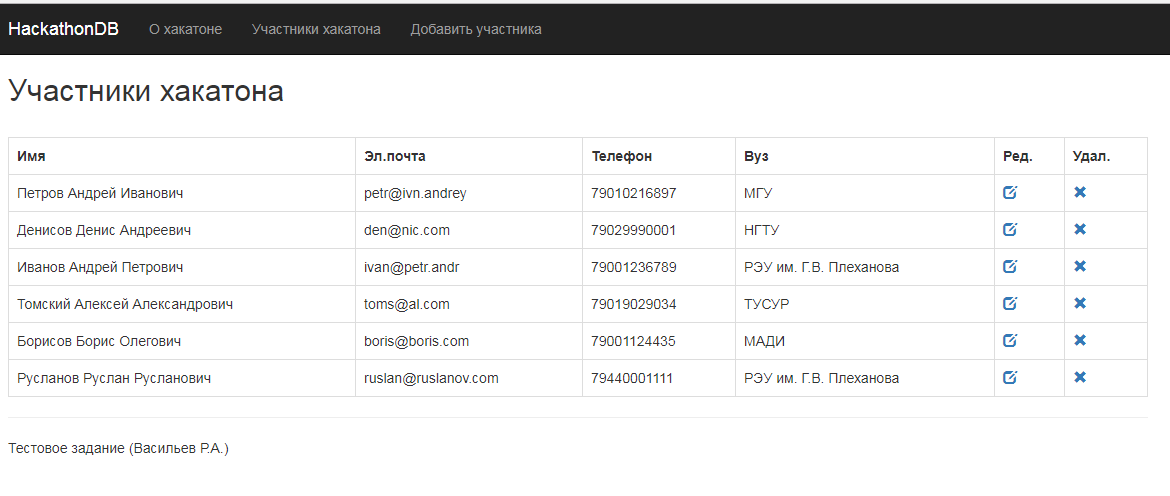 HackathonDB О хакатоне Участники хакатона Добавить участника
Участники хакатона
Имя Эл.почта Телефон Вуз Ред. Удал.
Петров Андрей Иванович petr@ivn.andrey 79010216897 МГУ
Денисов Денис Андреевич den@nic.com 79029990001 НГТУ
Иванов Андрей Петрович ivan@petr.andr 79001236789 РЭУ им. Г.В. Плеханова
Томский Алексей Александрович toms@al.com 79019029034 ТУСУР
Борисов Борис Олегович boris@boris.com 79001124435 МАДИ
Русланов Руслан Русланович ruslan@ruslanov.com 79440001111 РЭУ им. Г.В. Плеханова
Тестовое задание (Васильев Р.А.)